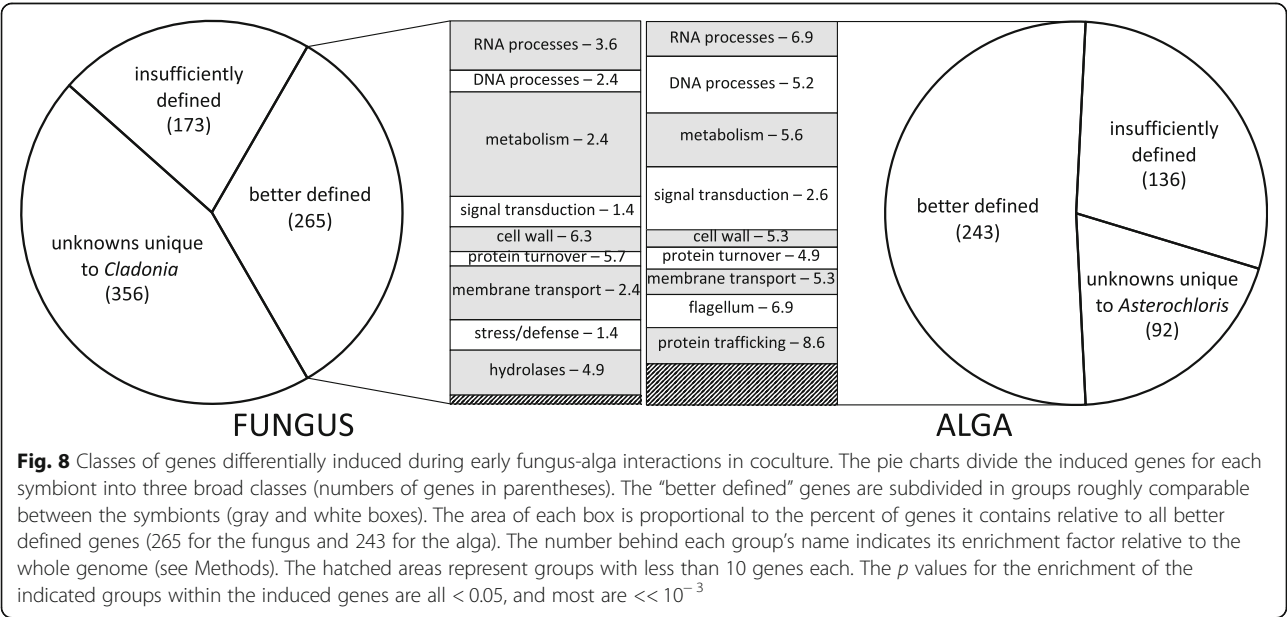 insufficiently
defined
(173)
better defined
(265)
unknowns unique
to Cladonia
(356)
FUNGUS
RNA processes – 3.6
DNA processes – 2.4
metabolism – 2.4
signal transduction – 1.4
cell wall – 6.3
protein turnover – 5.7
membrane transport – 2.4
stress/defense – 1.4
hydrolases – 4.9
RNA processes – 6.9
DNA processes – 5.2
metabolism – 5.6
signal transduction – 2.6
cell wall – 5.3
protein turnover – 4.9
membrane transport – 5.3
flagellum – 6.9
protein trafficking – 8.6
better defined
(243)
insufficiently
defined
(136)
unknowns unique
to Asterochloris
(92)
ALGA
Fig. 8 Classes of genes differentially induced during early fungus-alga interactions in coculture. The pie charts divide the induced genes for each
symbiont into three broad classes (numbers of genes in parentheses). The “better defined” genes are subdivided in groups roughly comparable
between the symbionts (gray and white boxes). The area of each box is proportional to the percent of genes it contains relative to all better
defined genes (265 for the fungus and 243 for the alga). The number behind each group’s name indicates its enrichment factor relative to the
whole genome (see Methods). The hatched areas represent groups with less than 10 genes each. The p values for the enrichment of the
indicated groups within the induced genes are all < 0.05, and most are << 10⁻³